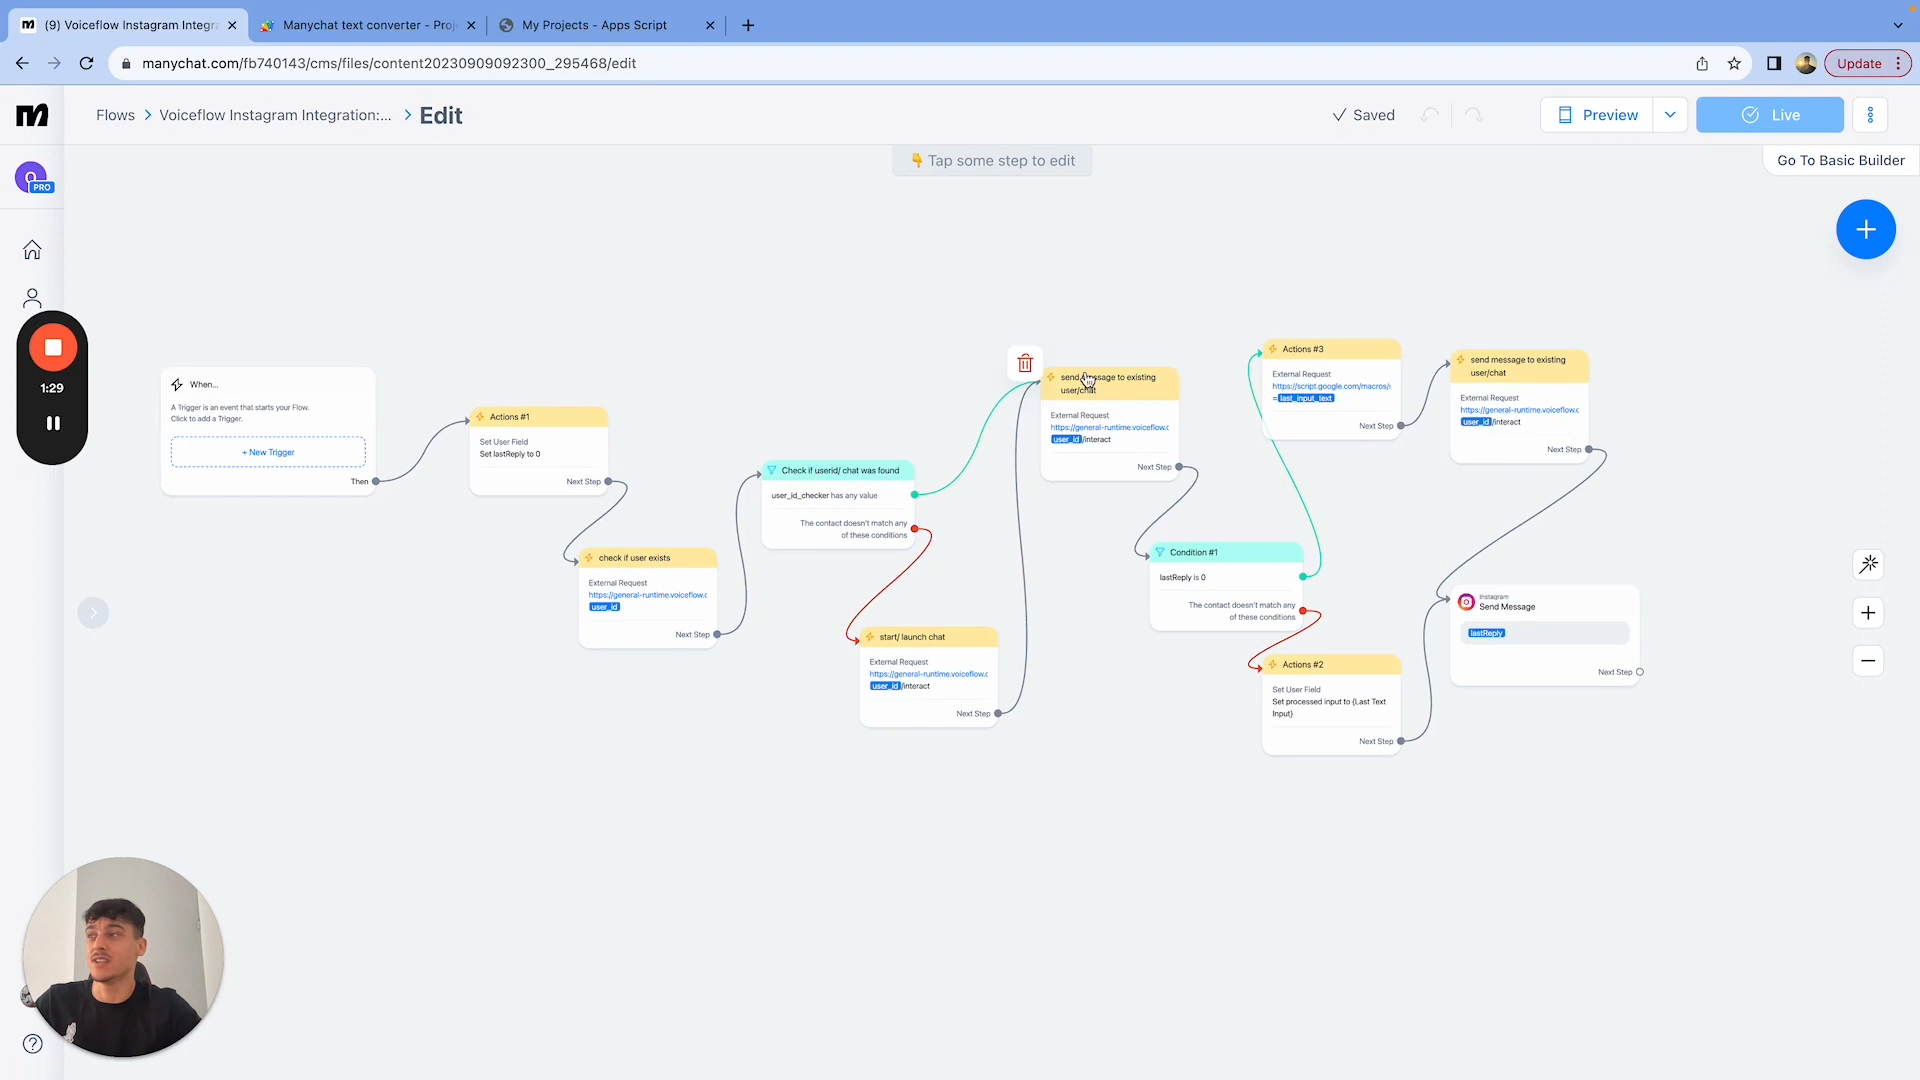 (9) Voiceflow Instagram Integra
Manychat text converter - Proj
My Projects - Apps Script
manychat.com/fb740143/cms/files/content20230909092300_295468/edit
Update
Flows
Voiceflow Instagram Integration:...
Edit
Saved
Preview
Live
👇 Tap some step to edit
Go To Basic Builder
PRO
1:29
When...
A Trigger is an event that starts your Flow.
Click to add a Trigger.
+ New Trigger
Then
Actions #1
Set User Field
Set lastReply to 0
Next Step
check if user exists
External Request
https://general-runtime.voiceflow.c
user_id
Next Step
Check if userid/ chat was found
user_id_checker has any value
The contact doesn't match any
of these conditions
start/ launch chat
External Request
https://general-runtime.voiceflow.c
user_id /interact
Next Step
send message to existing
user/chat
External Request
https://general-runtime.voiceflow.c
user_id /interact
Next Step
Condition #1
lastReply is 0
The contact doesn't match any
of these conditions
Actions #3
External Request
https://script.google.com/macros/s
= last_input_text
Next Step
Actions #2
Set User Field
Set processed input to {Last Text
Input}
Next Step
send message to existing
user/chat
External Request
https://general-runtime.voiceflow.c
user_id /interact
Next Step
Instagram
Send Message
lastReply
Next Step